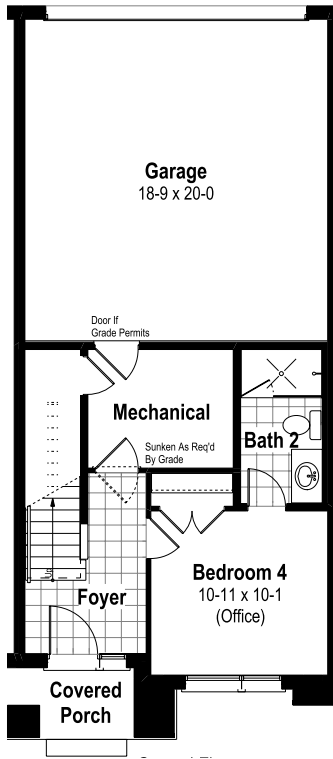 Garage
18-9 x 20-0
Door If
Grade Permits
Mechanical
Sunken As Req'd
By Grade
Bath 2
Up
Bedroom 4
10-11 x 10-1
(Office)
Foyer
Covered
Porch